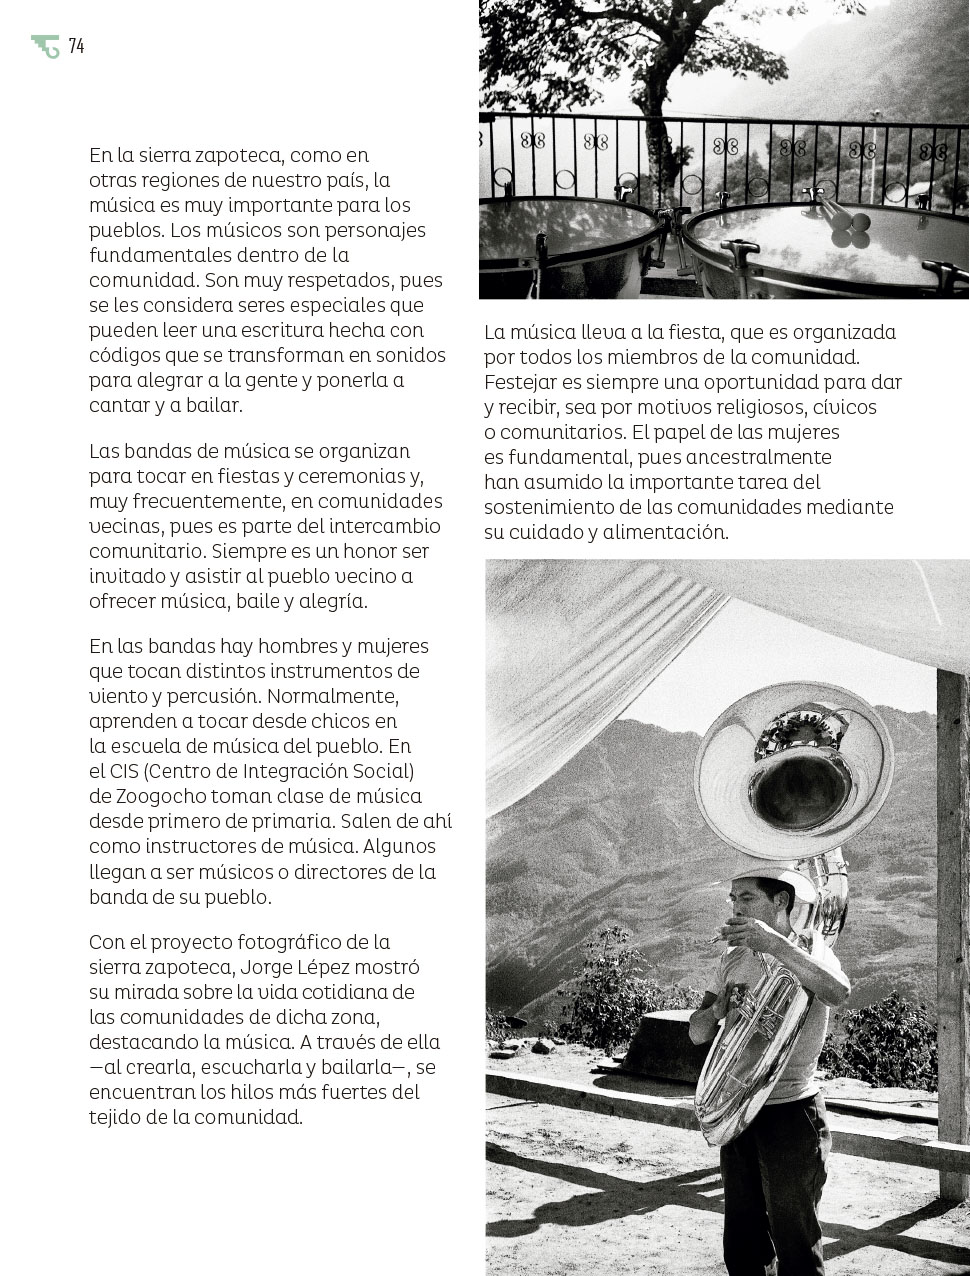 74
En la sierra zapoteca, como en
otras regiones de nuestro país, la
música es muy importante para los
pueblos. Los músicos son personajes
fundamentales dentro de la
comunidad. Son muy respetados, pues
se les considera seres especiales que
pueden leer una escritura hecha con
códigos que se transforman en sonidos
para alegrar a la gente y ponerla a
cantar y a bailar.
Las bandas de música se organizan
para tocar en fiestas y ceremonias y,
muy frecuentemente, en comunidades
vecinas, pues es parte del intercambio
comunitario. Siempre es un honor ser
invitado y asistir al pueblo vecino a
ofrecer música, baile y alegría.
En las bandas hay hombres y mujeres
que tocan distintos instrumentos de
viento y percusión. Normalmente,
aprenden a tocar desde chicos en
la escuela de música del pueblo. En
el CIS (Centro de Integración Social)
de Zoogocho toman clase de música
desde primero de primaria. Salen de ahí
como instructores de música. Algunos
llegan a ser músicos o directores de la
banda de su pueblo.
Con el proyecto fotográfico de la
sierra zapoteca, Jorge Lépez mostró
su mirada sobre la vida cotidiana de
las comunidades de dicha zona,
destacando la música. A través de ella
—al crearla, escucharla y bailarla—, se
encuentran los hilos más fuertes del
tejido de la comunidad.
La música lleva a la fiesta, que es organizada
por todos los miembros de la comunidad.
Festejar es siempre una oportunidad para dar
y recibir, sea por motivos religiosos, cívicos
o comunitarios. El papel de las mujeres
es fundamental, pues ancestralmente
han asumido la importante tarea del
sostenimiento de las comunidades mediante
su cuidado y alimentación.